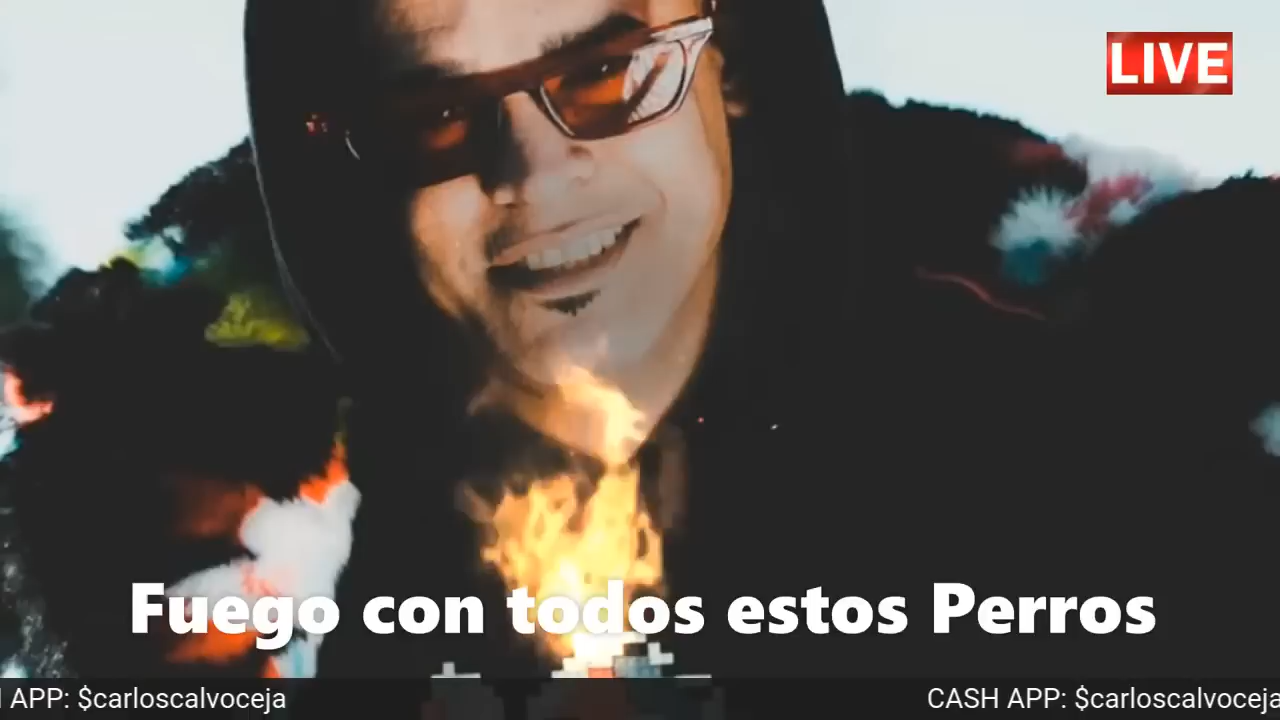 LIVE
Fuego con todos estos Perros
APP: $carloscalvoceja
CASH APP: $carloscalvoceja